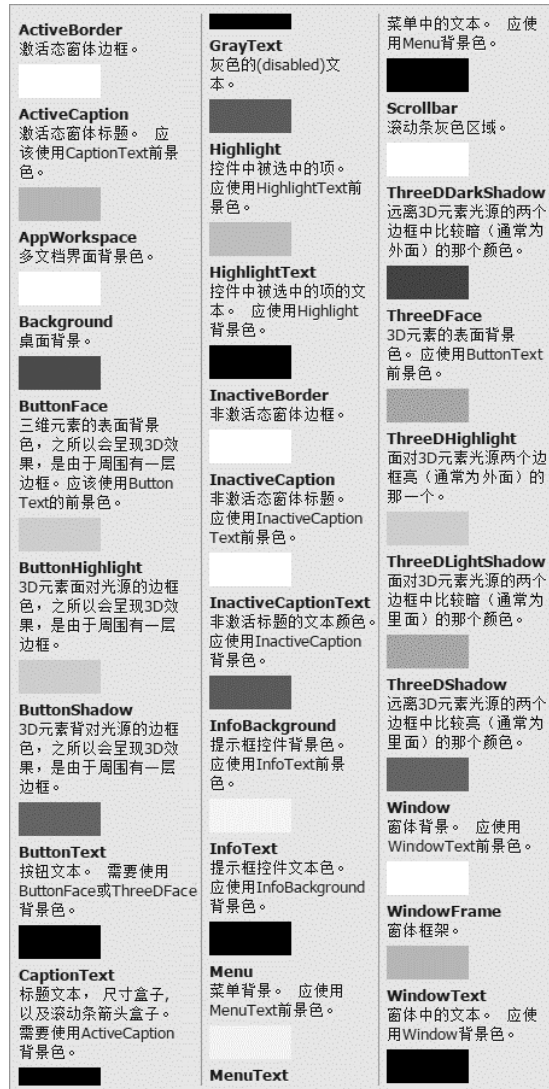 ActiveBorder
激活态窗体边框。
ActiveCaption
激活态窗体标题。 应
该使用CaptionText前景
色。
AppWorkspace
多文档界面背景色。
Background
桌面背景。
ButtonFace
三维元素的表面背景
色，之所以会呈现3D效
果，是由于周围有一层
边框。应该使用Button
Text的前景色。
ButtonHighlight
3D元素面对光源的边框
色，之所以会呈现3D效
果，是由于周围有一层
边框。
ButtonShadow
3D元素背对光源的边框
色，之所以会呈现3D效
果，是由于周围有一层
边框。
ButtonText
按钮文本。 需要使用
ButtonFace或ThreeDFace
背景色。
CaptionText
标题文本， 尺寸盒子,
以及滚动条箭头盒子。
需要使用ActiveCaption
背景色。
GrayText
灰色的(disabled)文
本。
Highlight
控件中被选中的项。
应使用HighlightText前
景色。
HighlightText
控件中被选中的项的文
本。 应使用Highlight
背景色。
InactiveBorder
非激活态窗体边框。
InactiveCaption
非激活态窗体标题。
应使用InactiveCaption
Text前景色。
InactiveCaptionText
非激活标题的文本颜色。
应使用InactiveCaption
背景色。
InfoBackground
提示框控件背景色。
应使用InfoText前景
色。
InfoText
提示框控件文本色。
应使用InfoBackground
背景色。
Menu
菜单背景。 应使用
MenuText前景色。
MenuText
菜单中的文本。 应使
用Menu背景色。
Scrollbar
滚动条灰色区域。
ThreeDDarkShadow
远离3D元素光源的两个
边框中比较暗（通常为
外面）的那个颜色。
ThreeDFace
3D元素的表面背景
色。应使用ButtonText
前景色。
ThreeDHighlight
面对3D元素光源两个边
框亮（通常为外面）的
那一个。
ThreeDLightShadow
面对3D元素光源的两个
边框中比较暗（通常为
里面）的那个颜色。
ThreeDShadow
远离3D元素光源的两个
边框中比较亮（通常为
里面）的那个颜色。
Window
窗体背景。 应使用
WindowText前景色。
WindowFrame
窗体框架。
WindowText
窗体中的文本。 应使
用Window背景色。